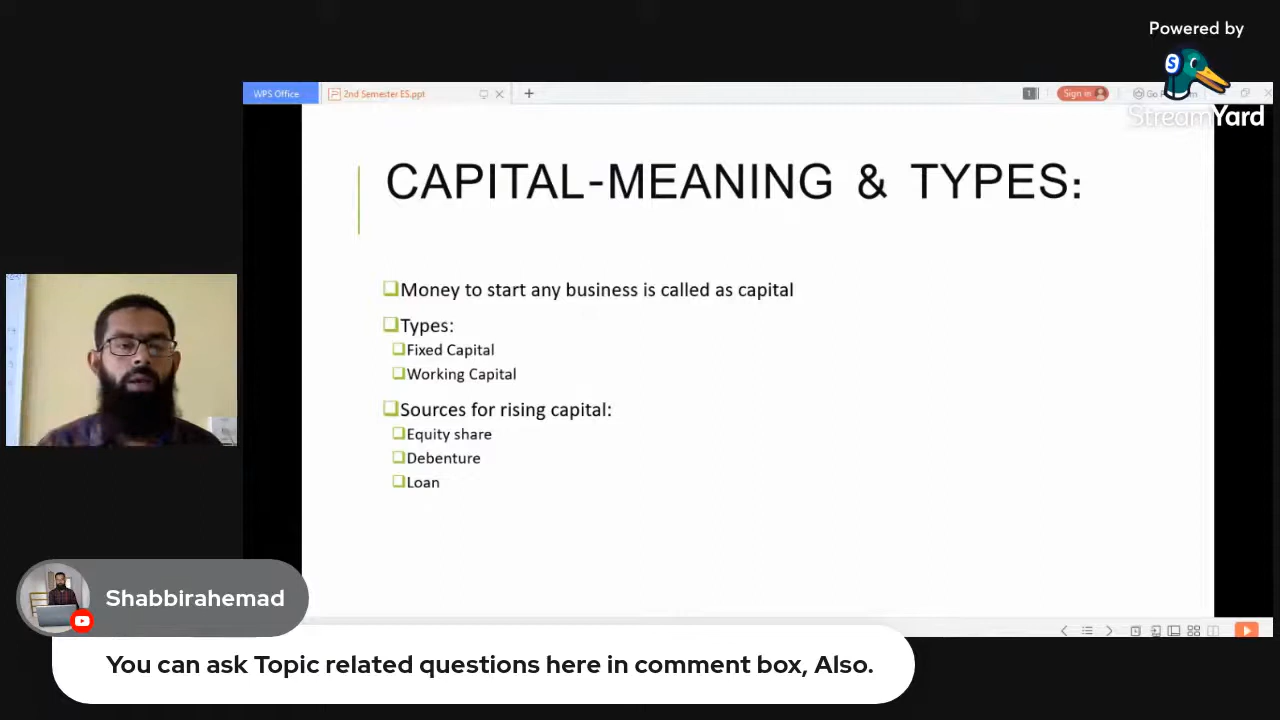 Powered by
StreamYard
WPS Office
2nd Semester ES.ppt
Sign in
CAPITAL-MEANING & TYPES:
Money to start any business is called as capital
Types:
Fixed Capital
Working Capital
Sources for rising capital:
Equity share
Debenture
Loan
Shabbirahemad
You can ask Topic related questions here in comment box, Also.